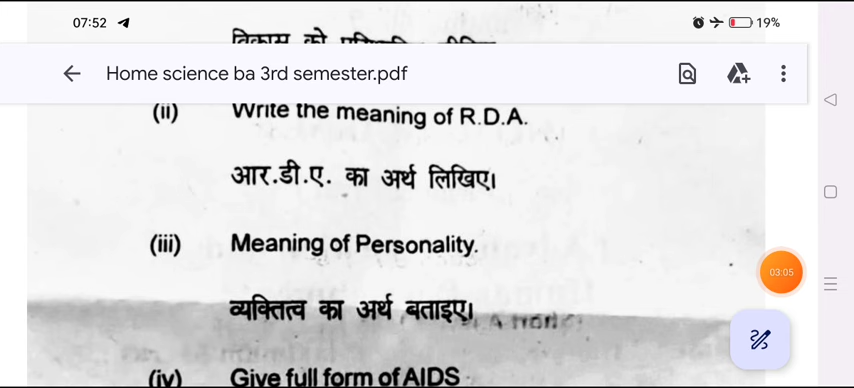 07:52
19%
Home science ba 3rd semester.pdf
(ii) Write the meaning of R.D.A.
आर.डी.ए. का अर्थ लिखिए।
(iii) Meaning of Personality.
व्यक्तित्व का अर्थ बताइए।
03:05
(iv) Give full form of AIDS